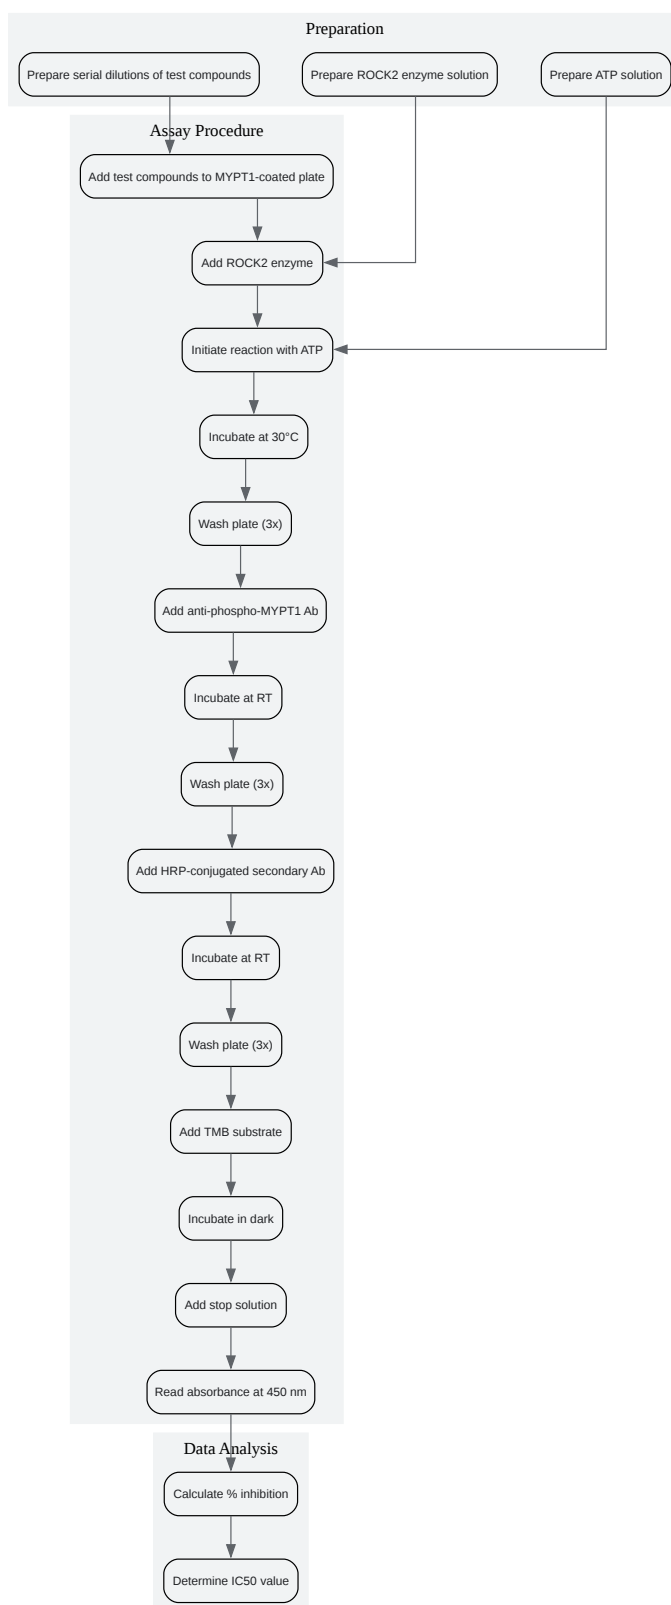 Preparation
Prepare serial dilutions of test compounds
Prepare ROCK2 enzyme solution
Prepare ATP solution
Assay Procedure
Add test compounds to MYPT1-coated plate
Add ROCK2 enzyme
Initiate reaction with ATP
Incubate at 30°C
Wash plate (3x)
Add anti-phospho-MYPT1 Ab
Incubate at RT
Wash plate (3x)
Add HRP-conjugated secondary Ab
Incubate at RT
Wash plate (3x)
Add TMB substrate
Incubate in dark
Add stop solution
Read absorbance at 450 nm
Data Analysis
Calculate % inhibition
Determine IC50 value